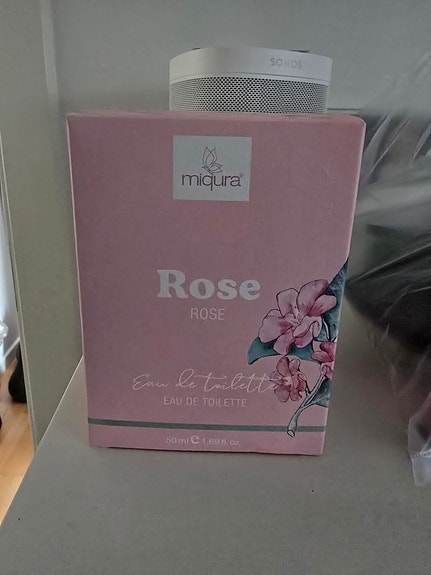 SONOS
miqura®
Rose
ROSE
Eau de toilette
EAU DE TOILETTE
50 ml ℮ 1,69 fl. oz.